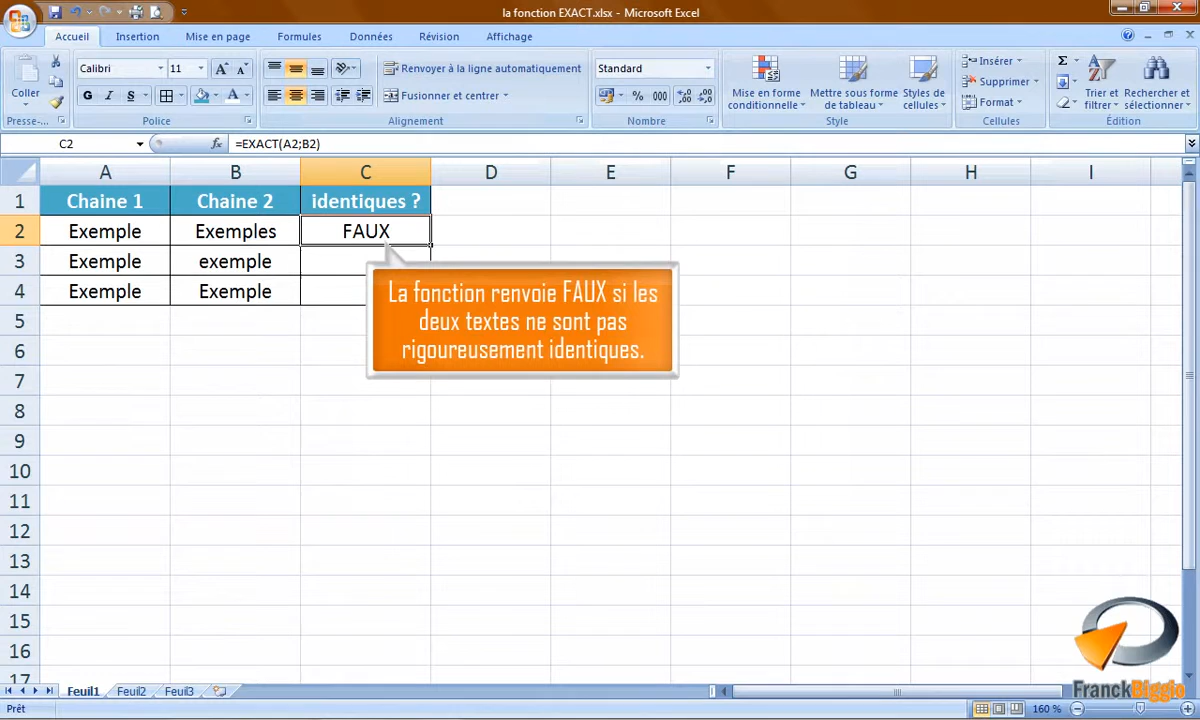 la fonction EXACT.xlsx - Microsoft Excel
Accueil Insertion Mise en page Formules Données Révision Affichage
Coller
Calibri 11
Renvoyer à la ligne automatiquement
Standard
G I S
Fusionner et centrer
% 000
Mise en forme conditionnelle
Mettre sous forme de tableau
Styles de cellules
Insérer
Supprimer
Format
Trier et filtrer
Rechercher et sélectionner
Presse-... Police Alignement Nombre Style Cellules Édition
C2 fx =EXACT(A2;B2)
A B C D E F G H I
1 Chaine 1 Chaine 2 identiques ?
2 Exemple Exemples FAUX
3 Exemple exemple
4 Exemple Exemple
La fonction renvoie FAUX si les
deux textes ne sont pas
rigoureusement identiques.
5
6
7
8
9
10
11
12
13
14
15
16
17
FranckBiggio
Feuil1 Feuil2 Feuil3
Prêt 160 %